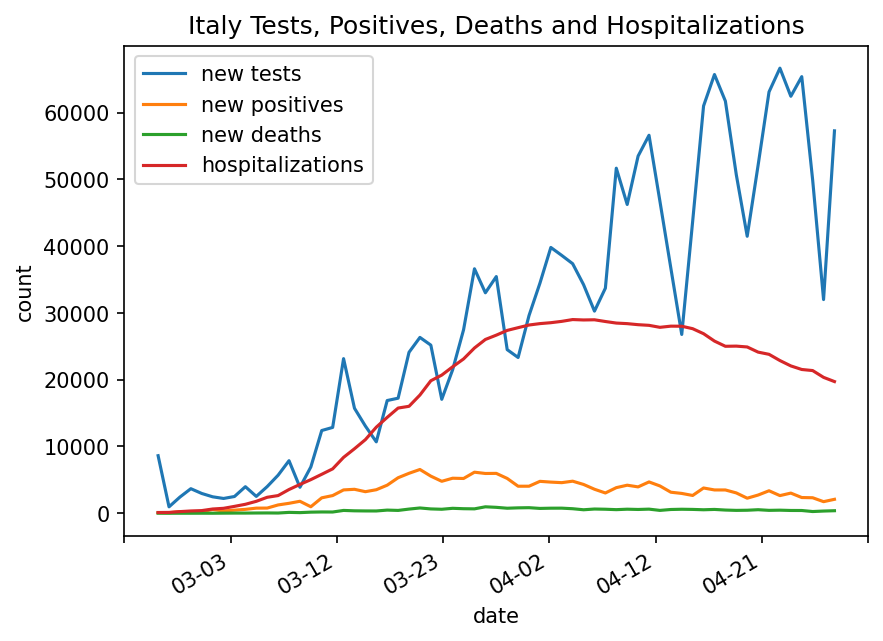 Italy Tests, Positives, Deaths and Hospitalizations
new tests
new positives
new deaths
hospitalizations
60000
50000
40000
30000
20000
10000
0
count
03-03
03-12
03-23
04-02
04-12
04-21
date